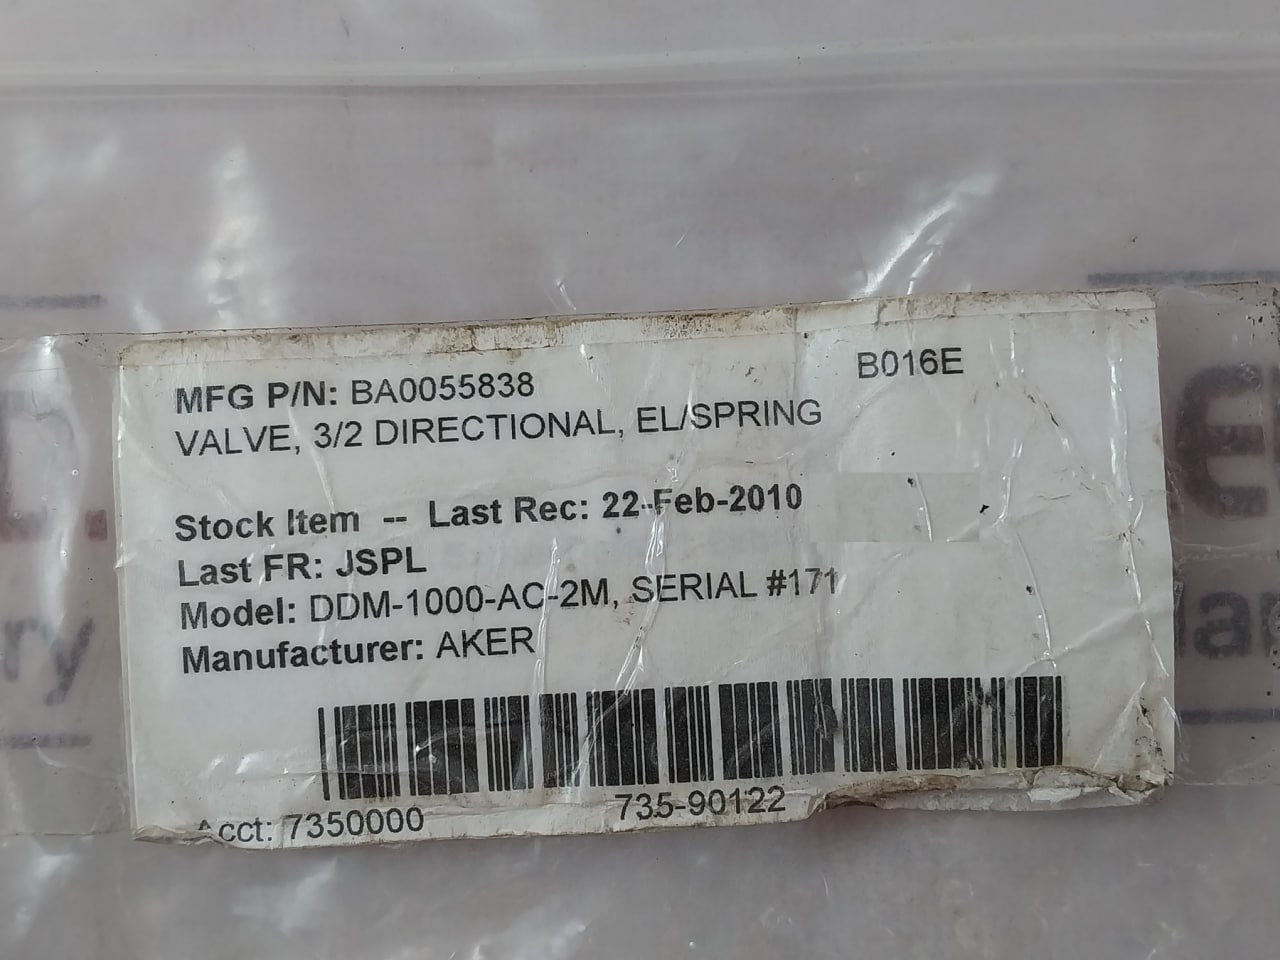 MFG P/N: BA0055838 B016E
VALVE, 3/2 DIRECTIONAL, EL/SPRING
Stock Item -- Last Rec: 22-Feb-2010
Last FR: JSPL
Model: DDM-1000-AC-2M, SERIAL #171
Manufacturer: AKER
Acct: 7350000 735-90122